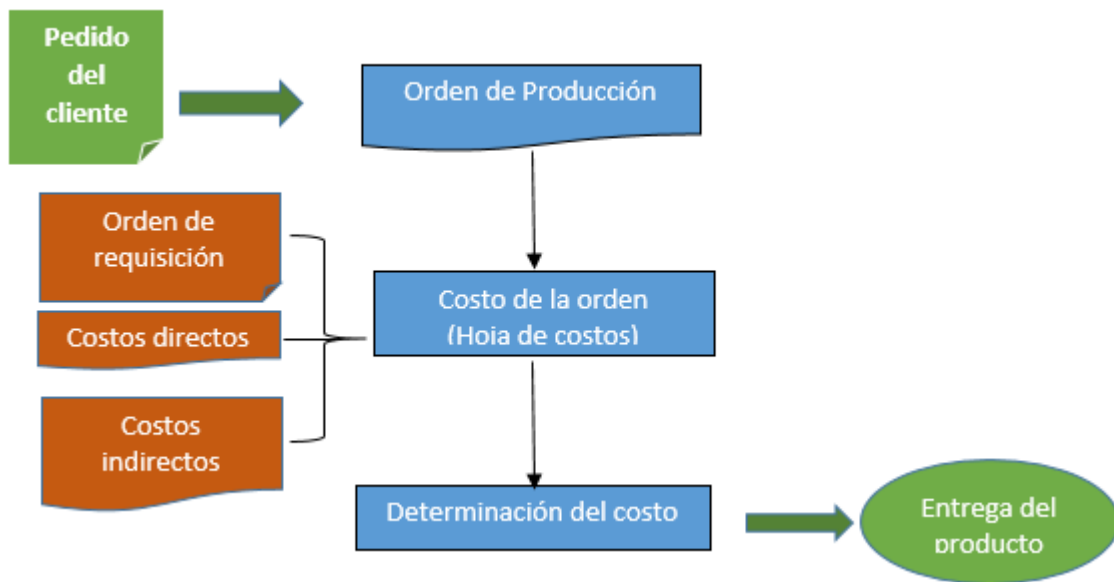 Pedido
del
cliente
Orden de Producción
Orden de
requisición
Costos directos
Costos
indirectos
Costo de la orden
(Hoja de costos)
Determinación del costo
Entrega del
producto